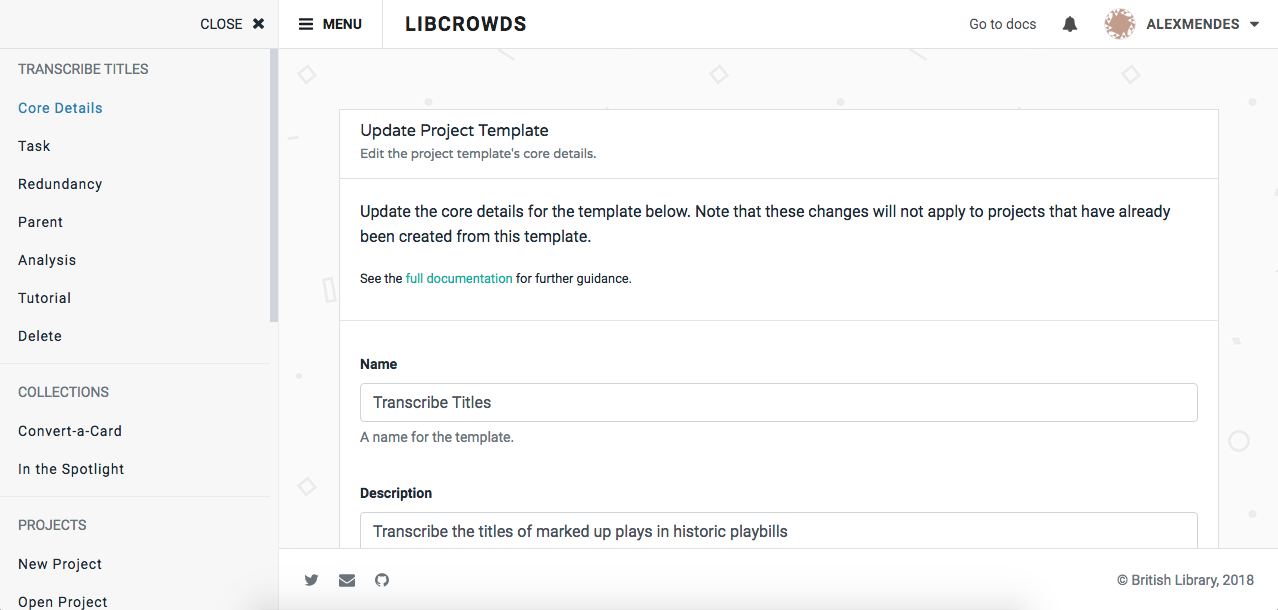 CLOSE ✖ MENU LIBCROWDS Go to docs ALEXMENDES
TRANSCRIBE TITLES
Core Details
Task
Redundancy
Parent
Analysis
Tutorial
Delete
COLLECTIONS
Convert-a-Card
In the Spotlight
PROJECTS
New Project
Open Project
Update Project Template
Edit the project template's core details.
Update the core details for the template below. Note that these changes will not apply to projects that have already
been created from this template.
See the full documentation for further guidance.
Name
Transcribe Titles
A name for the template.
Description
Transcribe the titles of marked up plays in historic playbills
© British Library, 2018